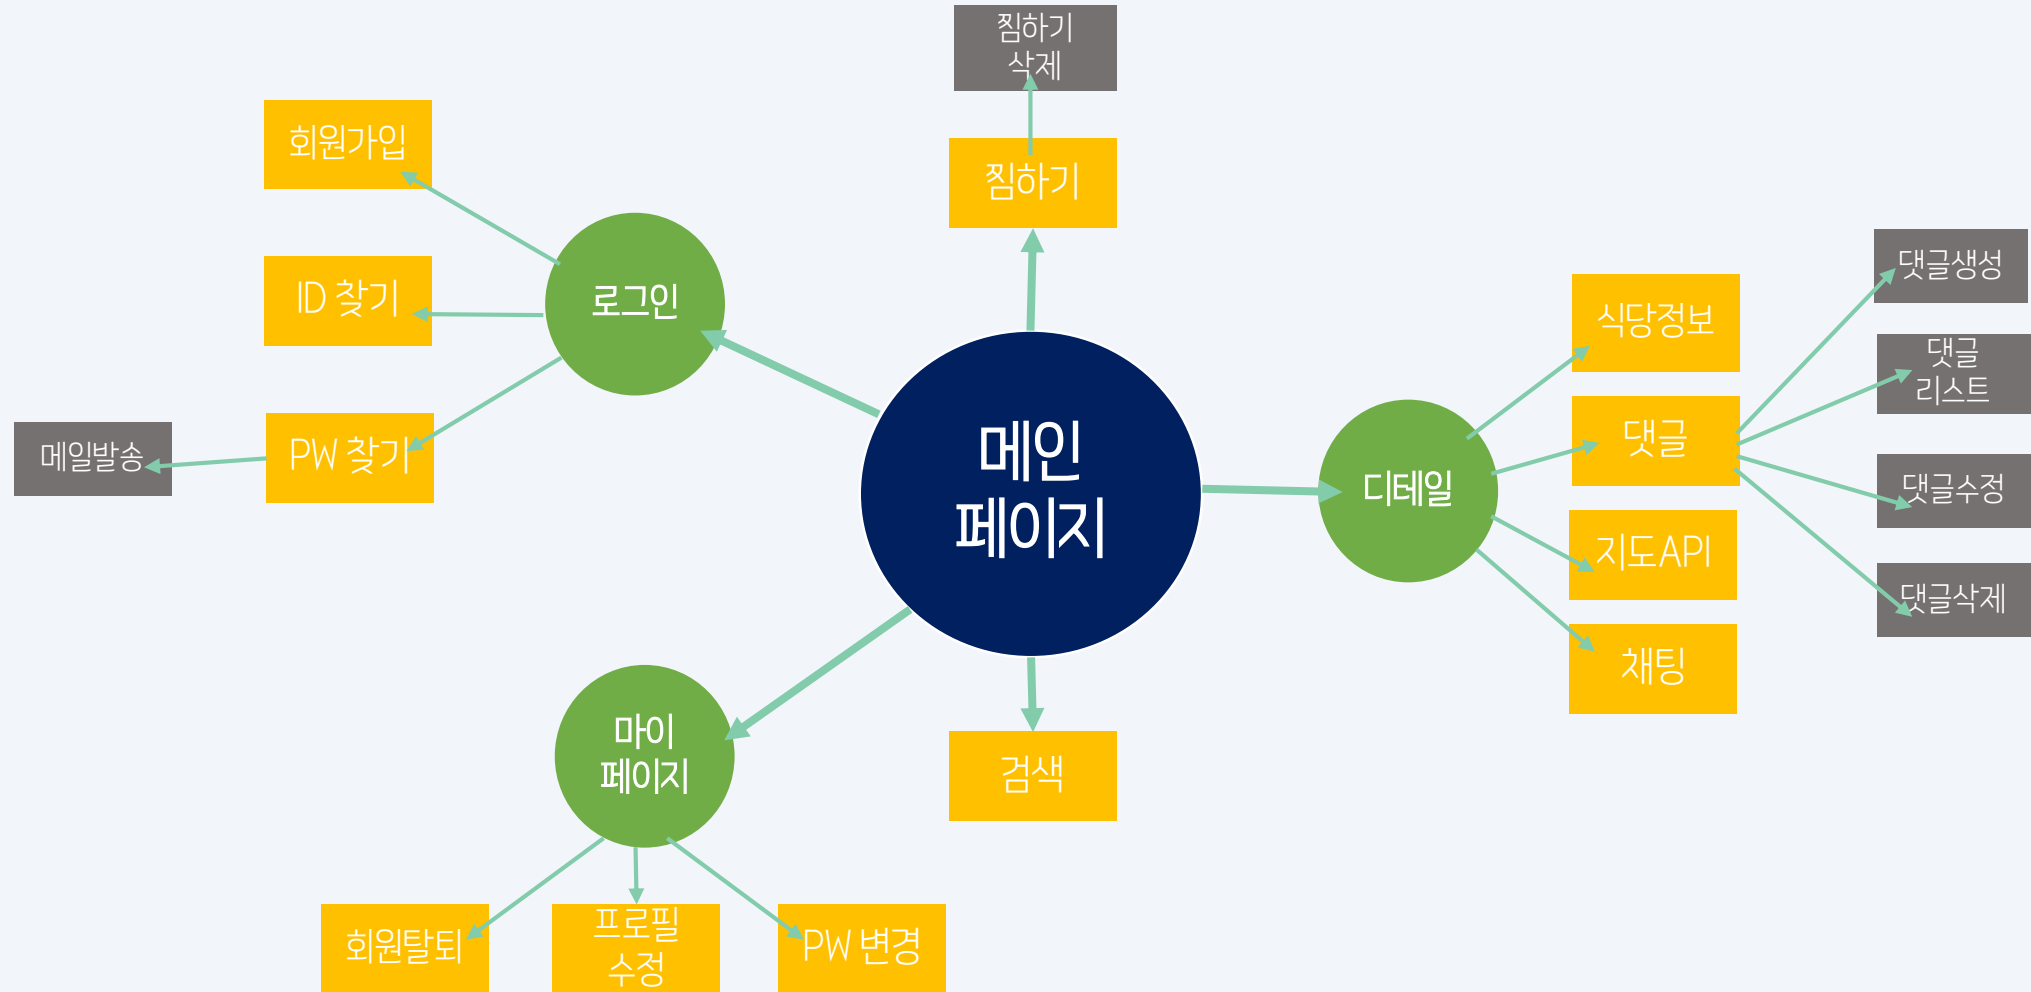 찜하기
삭제
회원가입
찜하기
ID 찾기
로그인
댓글생성
식당정보
댓글
리스트
메일발송
PW 찾기
메인
페이지
디테일
댓글
댓글수정
지도API
댓글삭제
채팅
마이
페이지
검색
회원탈퇴
프로필
수정
PW 변경